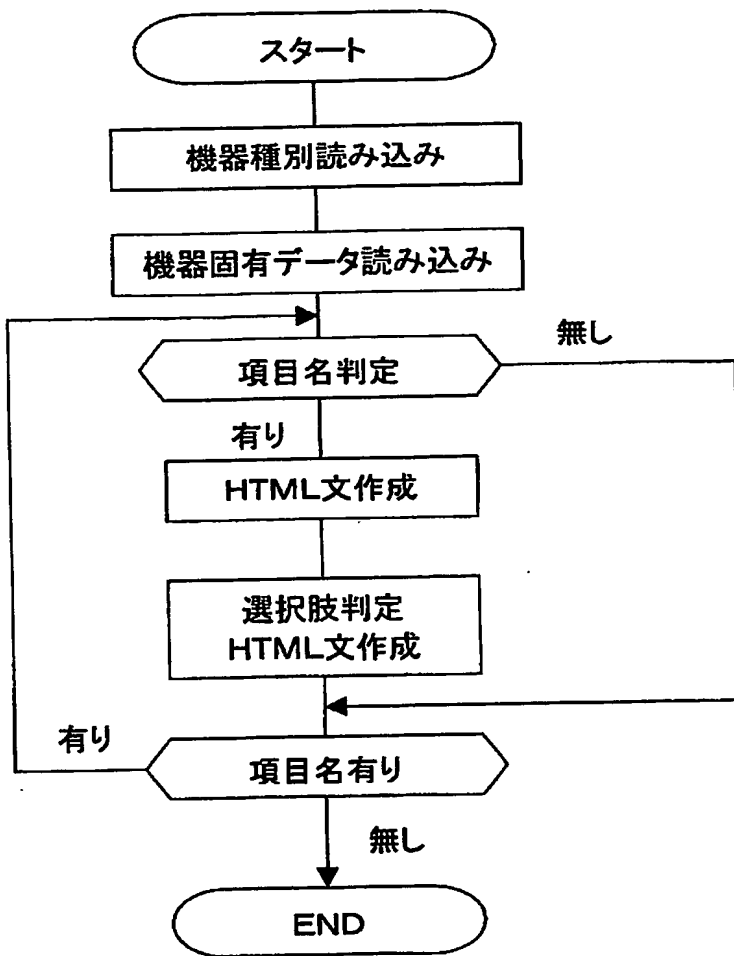 スタート
機器種別読み込み
機器固有データ読み込み
無し
項目名判定
有り
HTML文作成
選択肢判定
HTML文作成
有り
項目名有り
無し
END